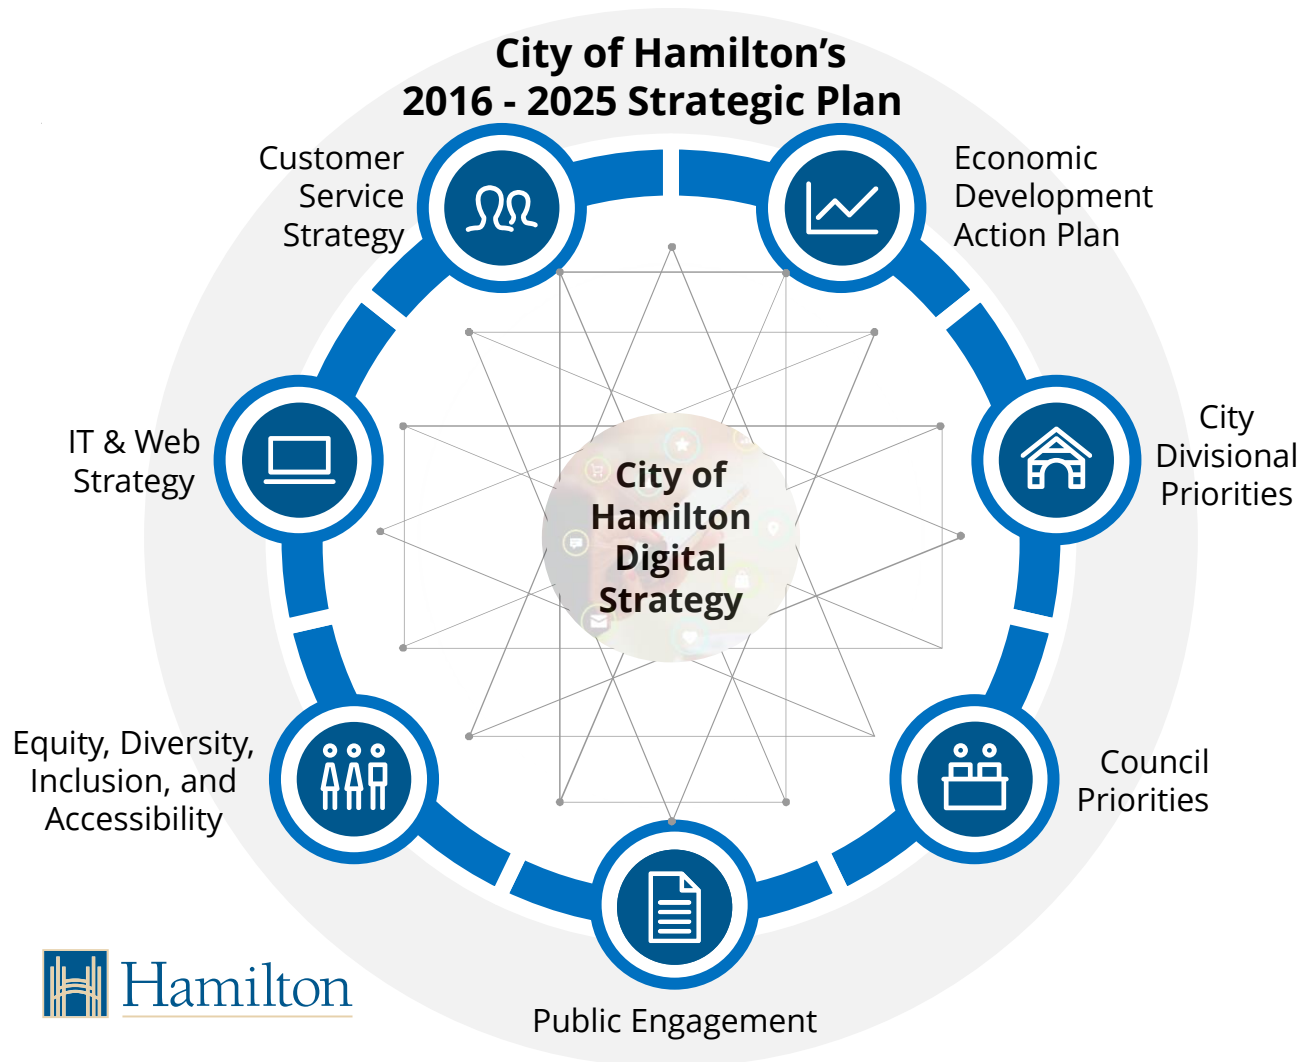 City of Hamilton’s
2016 - 2025 Strategic Plan
Customer
Service
Strategy
Economic
Development
Action Plan
IT & Web
Strategy
City
Divisional
Priorities
City of
Hamilton
Digital
Strategy
Equity, Diversity,
Inclusion, and
Accessibility
Council
Priorities
Hamilton
Public Engagement